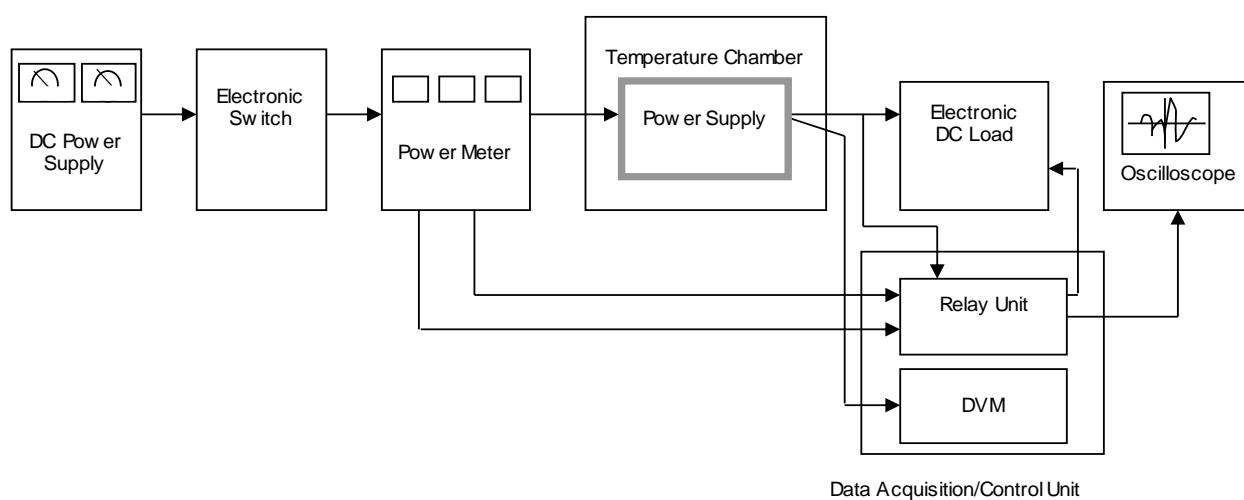 DC Power
Supply
Electronic
Switch
Power Meter
Temperature Chamber
Power Supply
Electronic
DC Load
Oscilloscope
Relay Unit
DVM
Data Acquisition/Control Unit